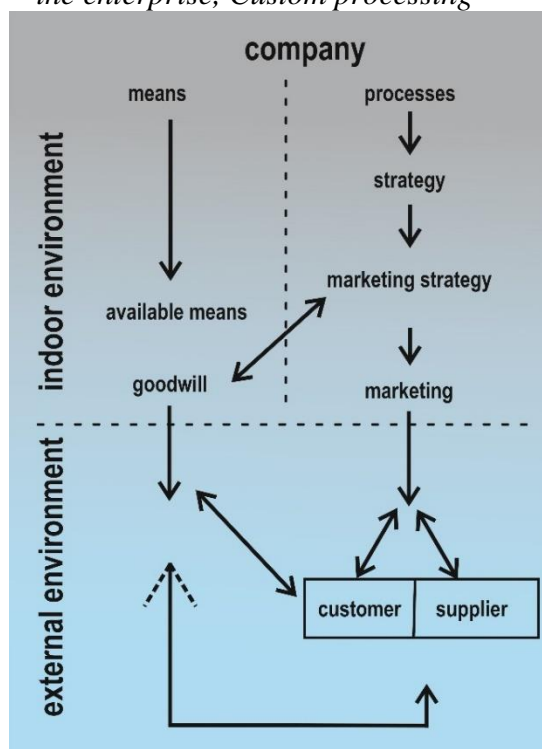 the enterprise, Custom processing
company
means
processes
strategy
marketing strategy
available means
goodwill
marketing
indoor environment
external environment
customer
supplier